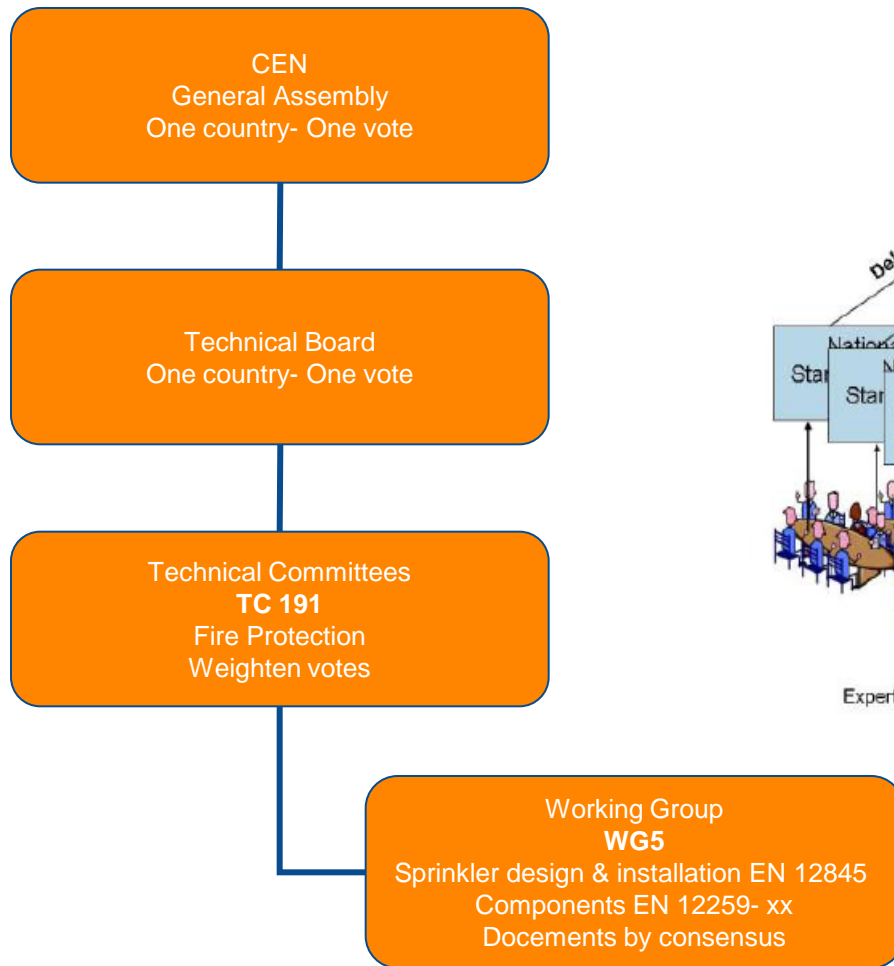 CEN
General Assembly
One country- One vote
Technical Board
One country- One vote
Technical Committees
TC 191
Fire Protection
Weighten votes
Working Group
WG5
Sprinkler design & installation EN 12845
Components EN 12259- xx
Docements by consensus